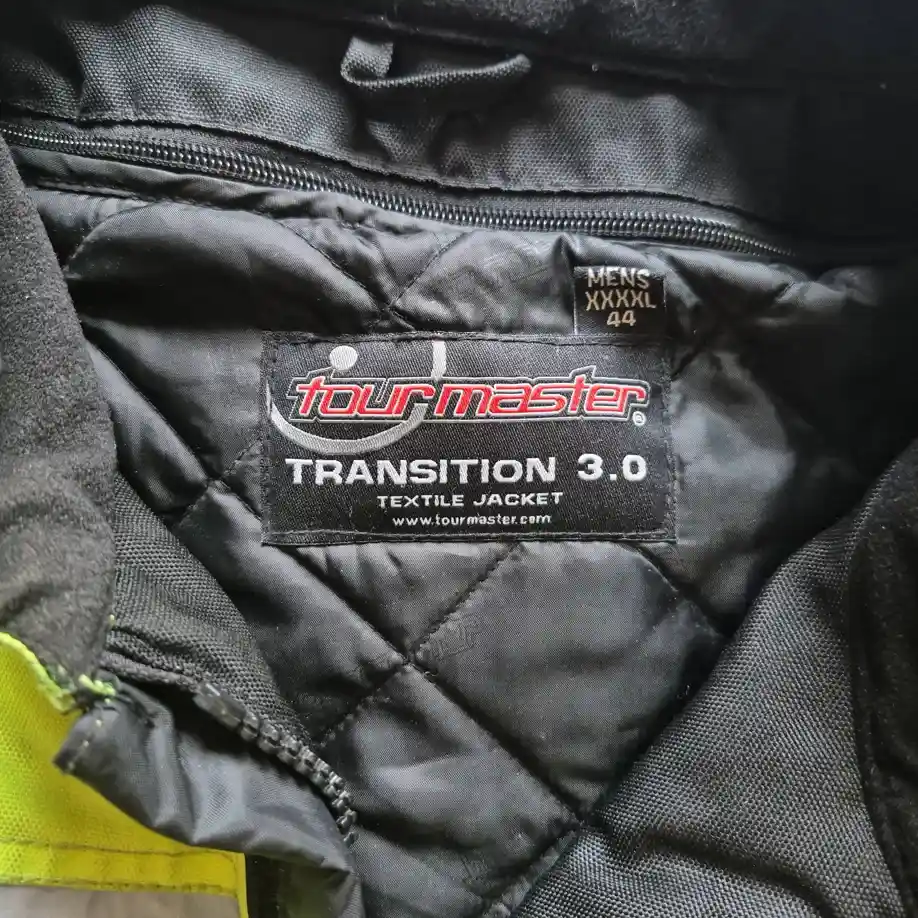 MENS
XXXXL
44
tourmaster®
TRANSITION 3.0
TEXTILE JACKET
www.tourmaster.com